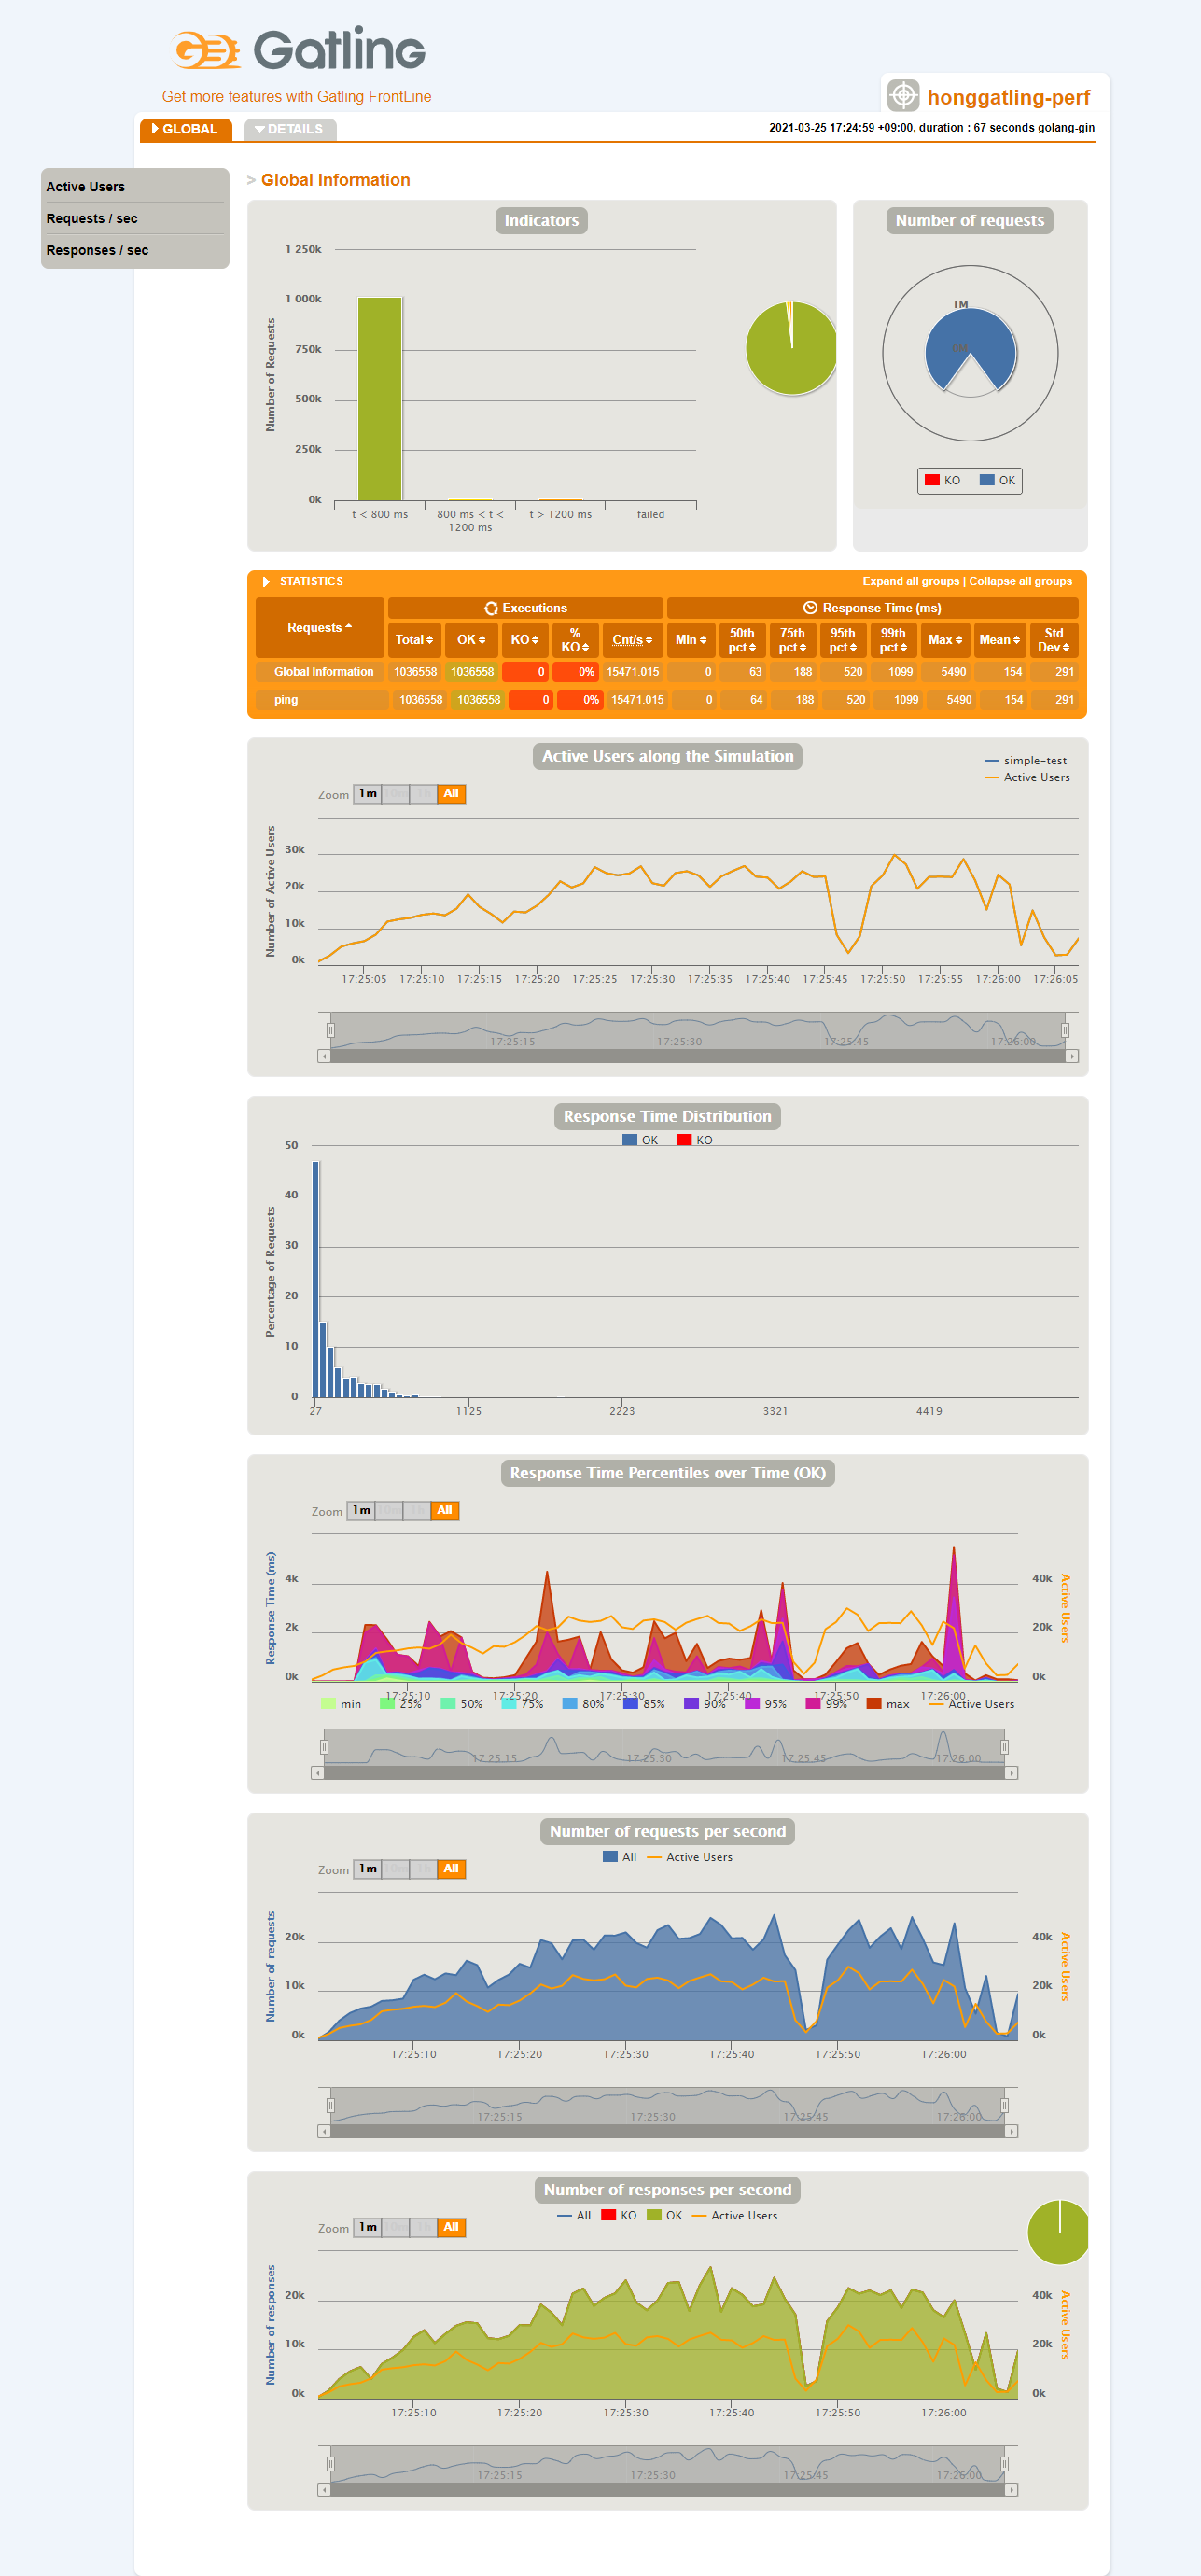 Gatling
Get more features with Gatling FrontLine
honggatling-perf
GLOBAL
DETAILS
2021-03-25 17:24:59 +09:00, duration : 67 seconds golang-gin
Active Users
Requests / sec
Responses / sec
> Global Information
Indicators
Number of Requests
1 250k
1 000k
750k
500k
250k
0k
t < 800 ms
800 ms < t <
1200 ms
t > 1200 ms
failed
Number of requests
1M
0M
KO
OK
STATISTICS
Expand all groups | Collapse all groups
Requests
Executions
Response Time (ms)
Total
OK
KO
%
KO
Cnt/s
Min
50th
pct
75th
pct
95th
pct
99th
pct
Max
Mean
Std
Dev
Global Information 1036558 1036558 0 0% 15471.015 0 63 188 520 1099 5490 154 291
ping 1036558 1036558 0 0% 15471.015 0 64 188 520 1099 5490 154 291
Active Users along the Simulation
simple-test
Active Users
Zoom 1m 10m 1h All
Number of Active Users
30k
20k
10k
0k
17:25:05 17:25:10 17:25:15 17:25:20 17:25:25 17:25:30 17:25:35 17:25:40 17:25:45 17:25:50 17:25:55 17:26:00 17:26:05
17:25:15 17:25:30 17:25:45 17:26:00
Response Time Distribution
OK KO
Percentage of Requests
50
40
30
20
10
0
27 1125 2223 3321 4419
Response Time Percentiles over Time (OK)
Zoom 1m 10m 1h All
Response Time (ms)
4k
2k
0k
40k
20k
0k
Active Users
17:25:10 17:25:20 17:25:30 17:25:40 17:25:50 17:26:00
min 25% 50% 75% 80% 85% 90% 95% 99% max Active Users
17:25:15 17:25:30 17:25:45 17:26:00
Number of requests per second
All Active Users
Zoom 1m 10m 1h All
Number of requests
20k
10k
0k
40k
20k
0k
Active Users
17:25:10 17:25:20 17:25:30 17:25:40 17:25:50 17:26:00
17:25:15 17:25:30 17:25:45 17:26:00
Number of responses per second
All KO OK Active Users
Zoom 1m 10m 1h All
Number of responses
20k
10k
0k
40k
20k
0k
Active Users
17:25:10 17:25:20 17:25:30 17:25:40 17:25:50 17:26:00
17:25:15 17:25:30 17:25:45 17:26:00